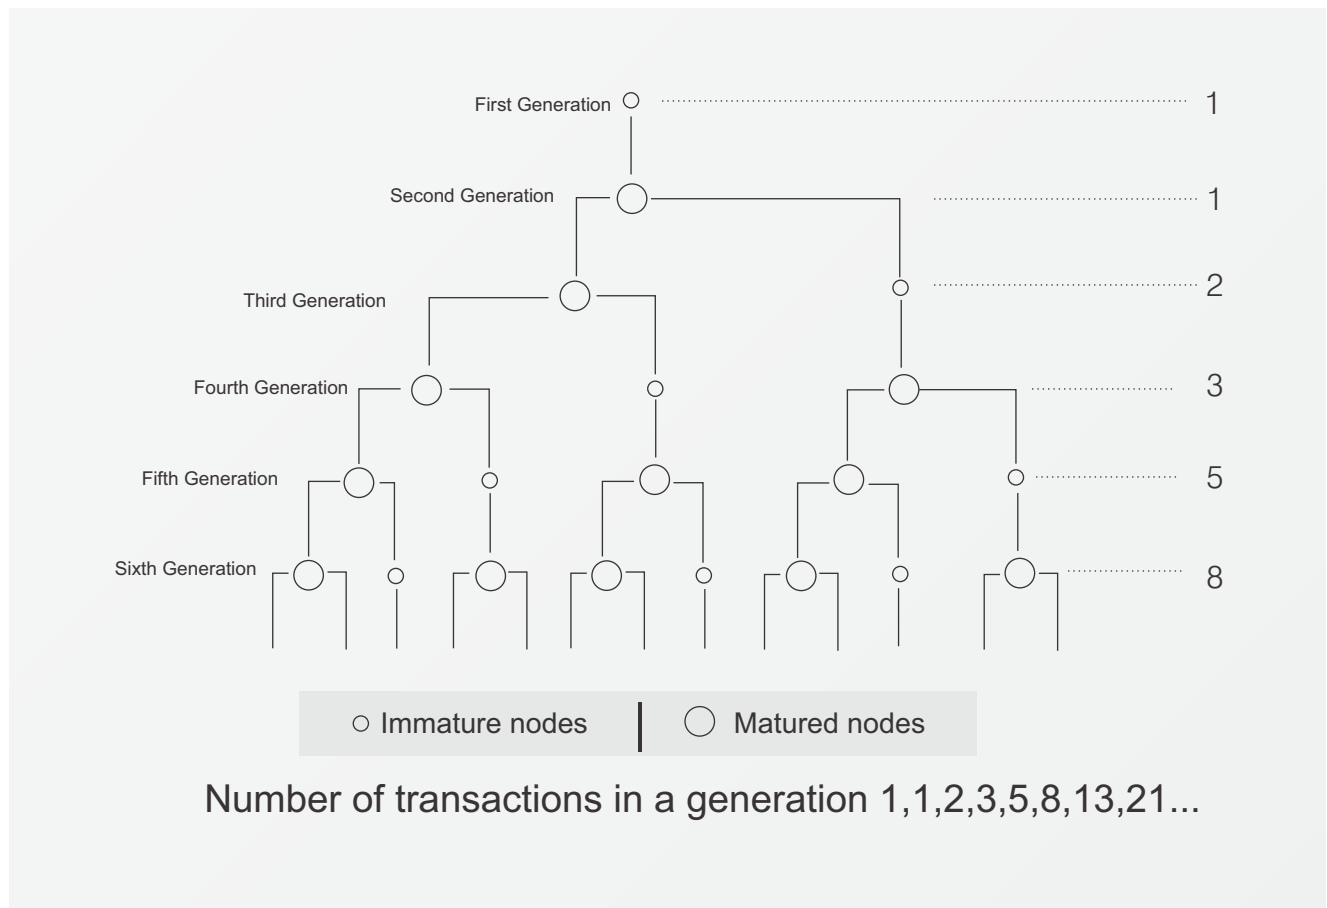 First Generation 1
Second Generation 1
Third Generation 2
Fourth Generation 3
Fifth Generation 5
Sixth Generation 8
Immature nodes Matured nodes
Number of transactions in a generation 1,1,2,3,5,8,13,21...